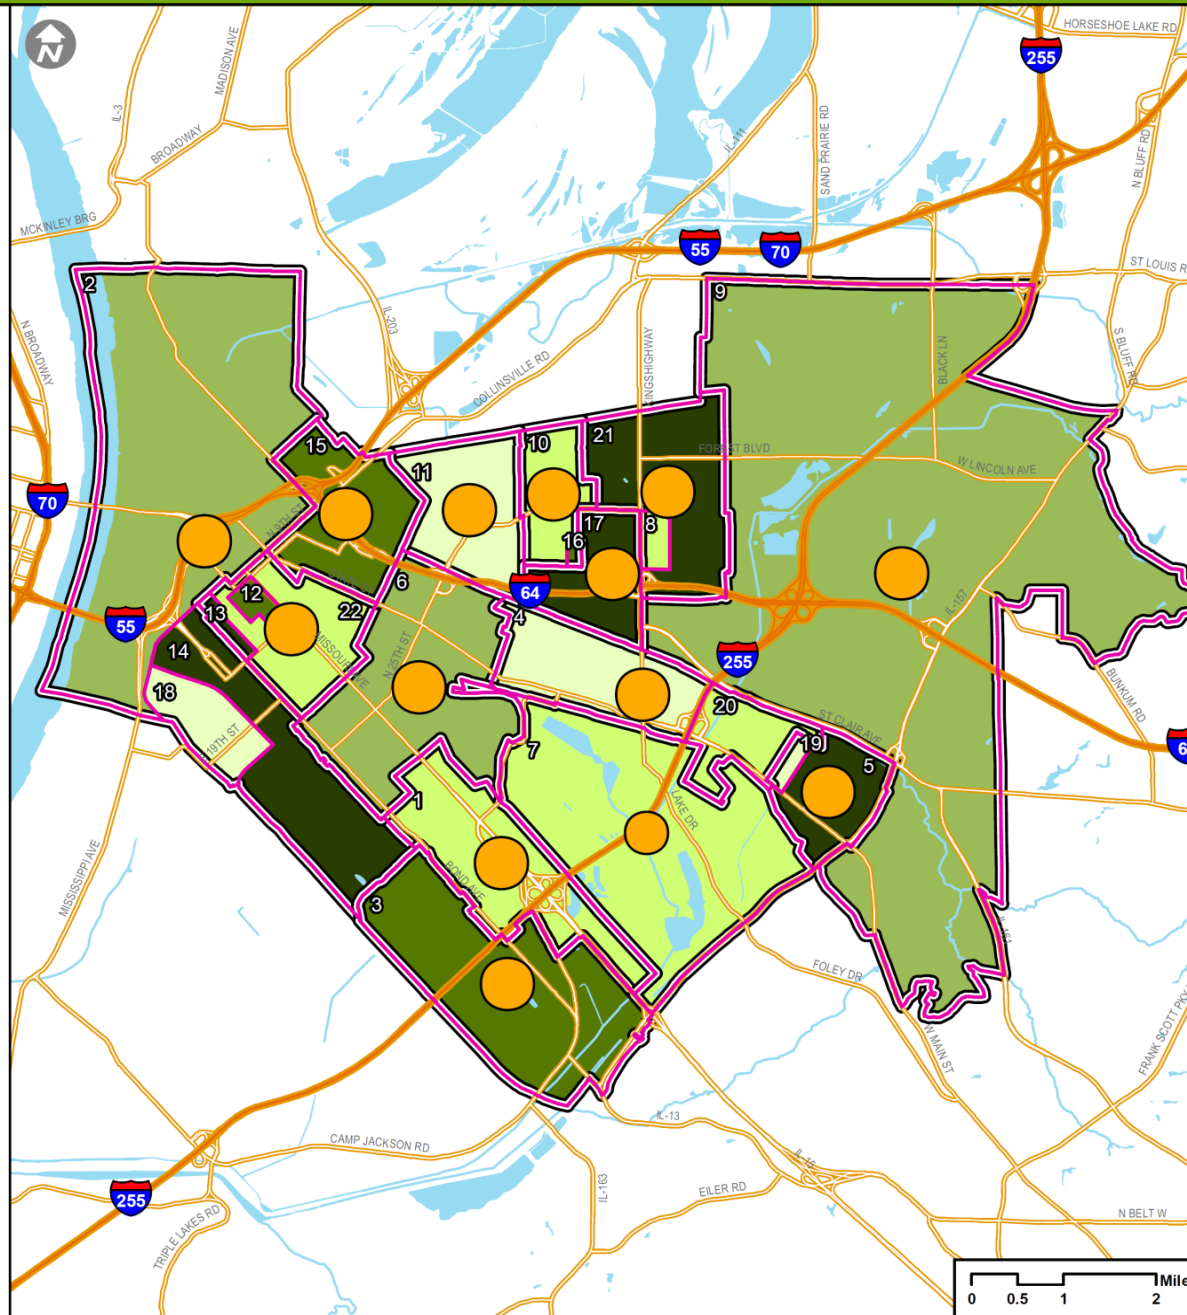 N
HORSESHOE LAKE RD
255
MADISON AVE
IL-3
BROADWAY
IL-111
SAND PRAIRIE RD
N BLUFF RD
MCKINLEY BRG
55
70
ST LOUIS R
2
9
IL-203
N BROADWAY
KINGSHIGHWAY
BLACK LN
S BLUFF RD
COLLINSVILLE RD
15
10
21
FOREST BLVD
W LINCOLN AVE
11
70
N 9TH ST
17
8
16
6
64
IL-157
12
13
22
4
55
14
MISSOURI AVE
N 25TH ST
255
BUNKUM RD
18
20
ST CLAIR AVE
19TH ST
7
19
5
6
1
LAKE DR
MISSISSIPPI AVE
BOND AVE
3
IL-161
FOLEY DR
W MAIN ST
FRANK SCOTT PKY
IL-13
CAMP JACKSON RD
IL-15
255
IL-163
EILER RD
N BELT W
TRIPLE LAKES RD
Mile
0 0.5 1 2